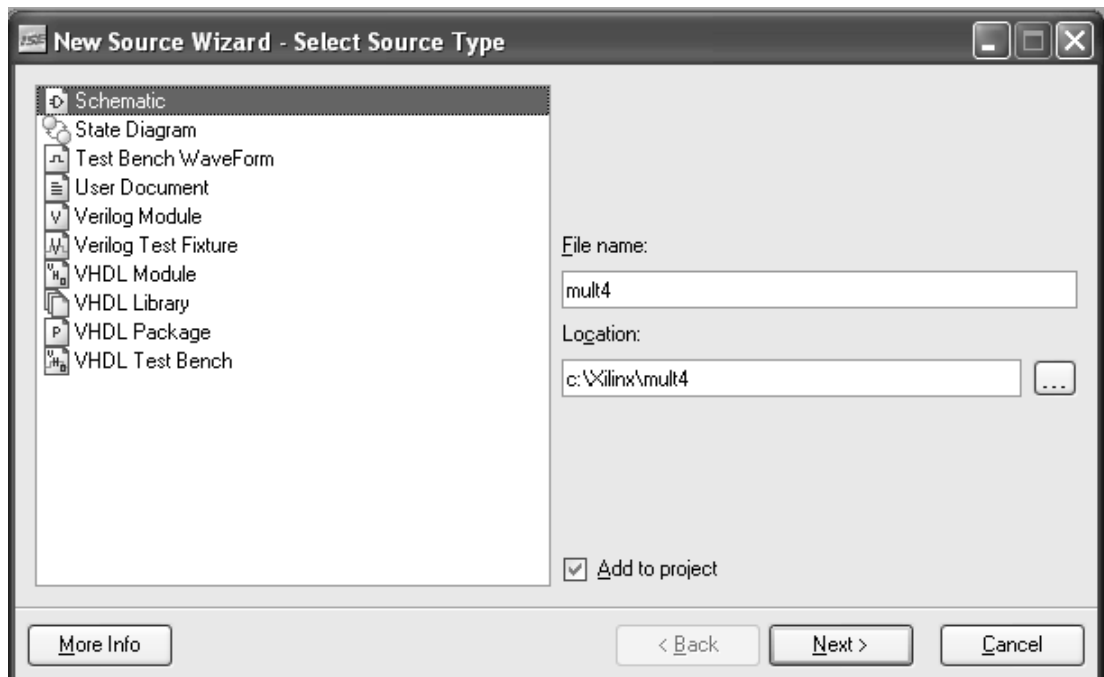 ISE New Source Wizard - Select Source Type
Schematic
State Diagram
Test Bench WaveForm
User Document
V Verilog Module
Verilog Test Fixture
VHDL Module
VHDL Library
P VHDL Package
VHDL Test Bench
File name:
mult4
Location:
c:\Xilinx\mult4
...
Add to project
More Info
< Back
Next >
Cancel